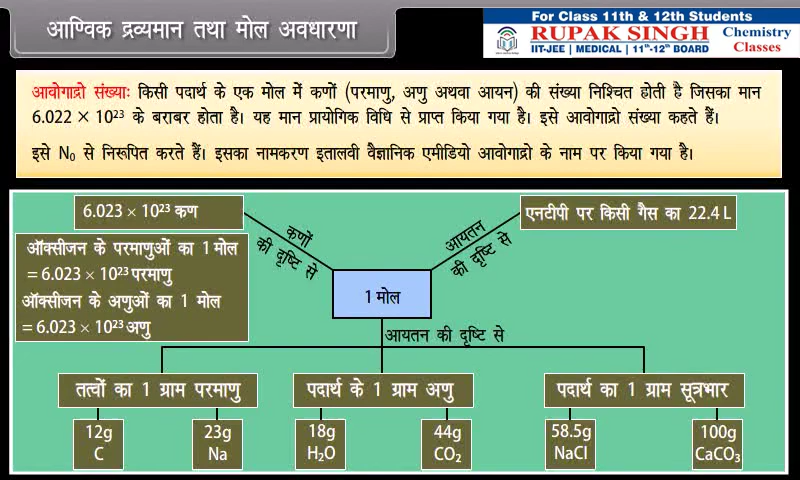 आण्विक द्रव्यमान तथा मोल अवधारणा
For Class 11th & 12th Students
RUPAK SINGH
Chemistry Classes
IIT-JEE | MEDICAL | 11th-12th BOARD
आवोगाद्रो संख्याः किसी पदार्थ के एक मोल में कणों (परमाणु, अणु अथवा आयन) की संख्या निश्चित होती है जिसका मान
6.022 × 10²³ के बराबर होता है। यह मान प्रायोगिक विधि से प्राप्त किया गया है। इसे आवोगाद्रो संख्या कहते हैं।
इसे N₀ से निरूपित करते हैं। इसका नामकरण इतालवी वैज्ञानिक एमीडियो आवोगाद्रो के नाम पर किया गया है।
6.023 × 10²³ कण
कणों
की दृष्टि से
आयतन
की दृष्टि से
एनटीपी पर किसी गैस का 22.4 L
ऑक्सीजन के परमाणुओं का 1 मोल
= 6.023 × 10²³ परमाणु
ऑक्सीजन के अणुओं का 1 मोल
= 6.023 × 10²³ अणु
1 मोल
आयतन की दृष्टि से
तत्वों का 1 ग्राम परमाणु
पदार्थ के 1 ग्राम अणु
पदार्थ का 1 ग्राम सूत्रभार
12g
C
23g
Na
18g
H₂O
44g
CO₂
58.5g
NaCl
100g
CaCO₃